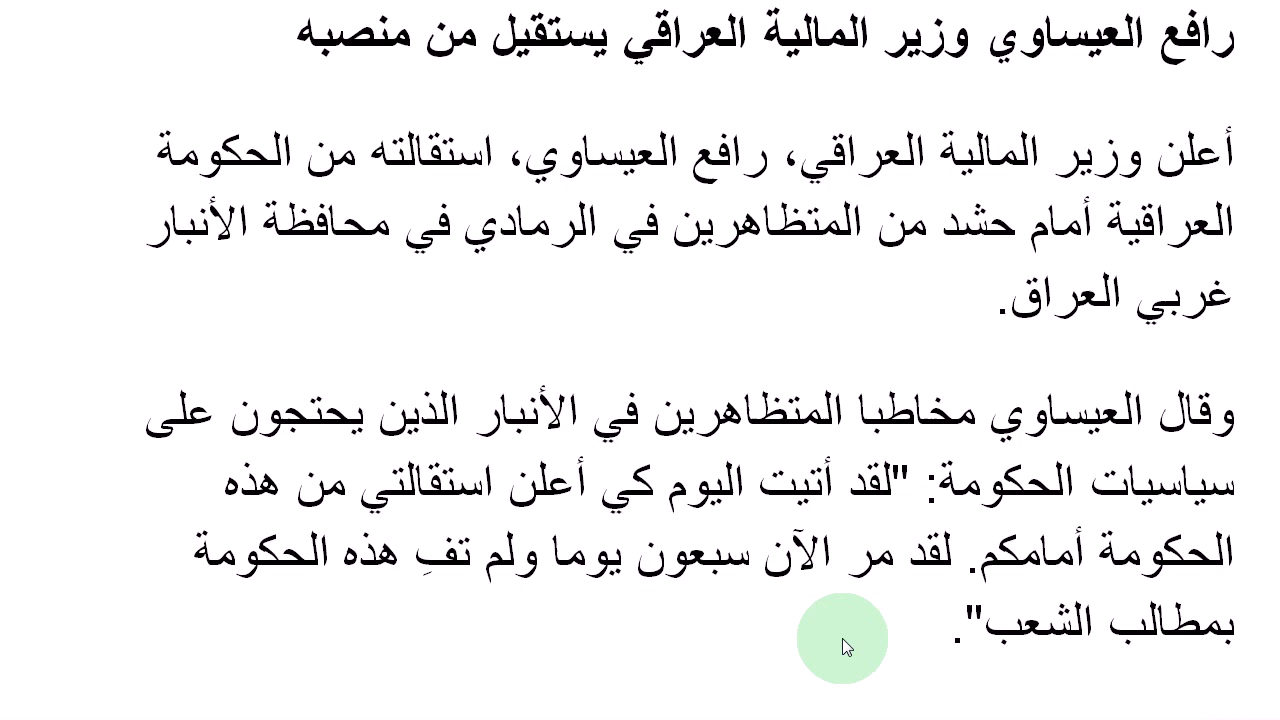 رافع العيساوي وزير المالية العراقي يستقيل من منصبه
أعلن وزير المالية العراقي، رافع العيساوي، استقالته من الحكومة
العراقية أمام حشد من المتظاهرين في الرمادي في محافظة الأنبار
غربي العراق.
وقال العيساوي مخاطبا المتظاهرين في الأنبار الذين يحتجون على
سياسيات الحكومة: "لقد أتيت اليوم كي أعلن استقالتي من هذه
الحكومة أمامكم. لقد مر الآن سبعون يوما ولم تفِ هذه الحكومة
بمطالب الشعب".